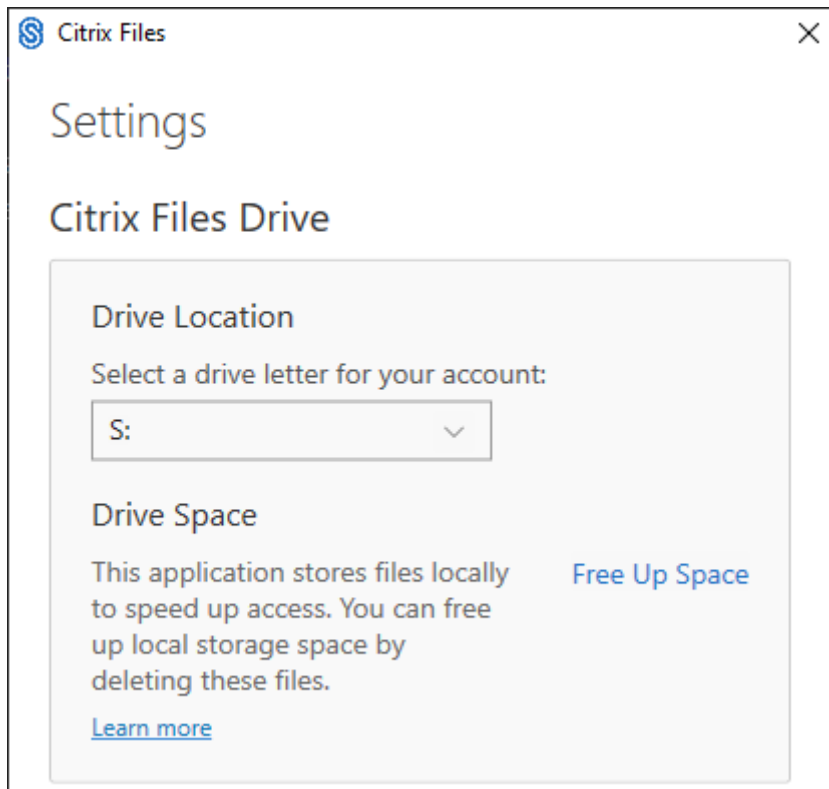 Citrix Files
Settings
Citrix Files Drive
Drive Location
Select a drive letter for your account:
S:
Drive Space
This application stores files locally
to speed up access. You can free
up local storage space by
deleting these files.
Free Up Space
Learn more